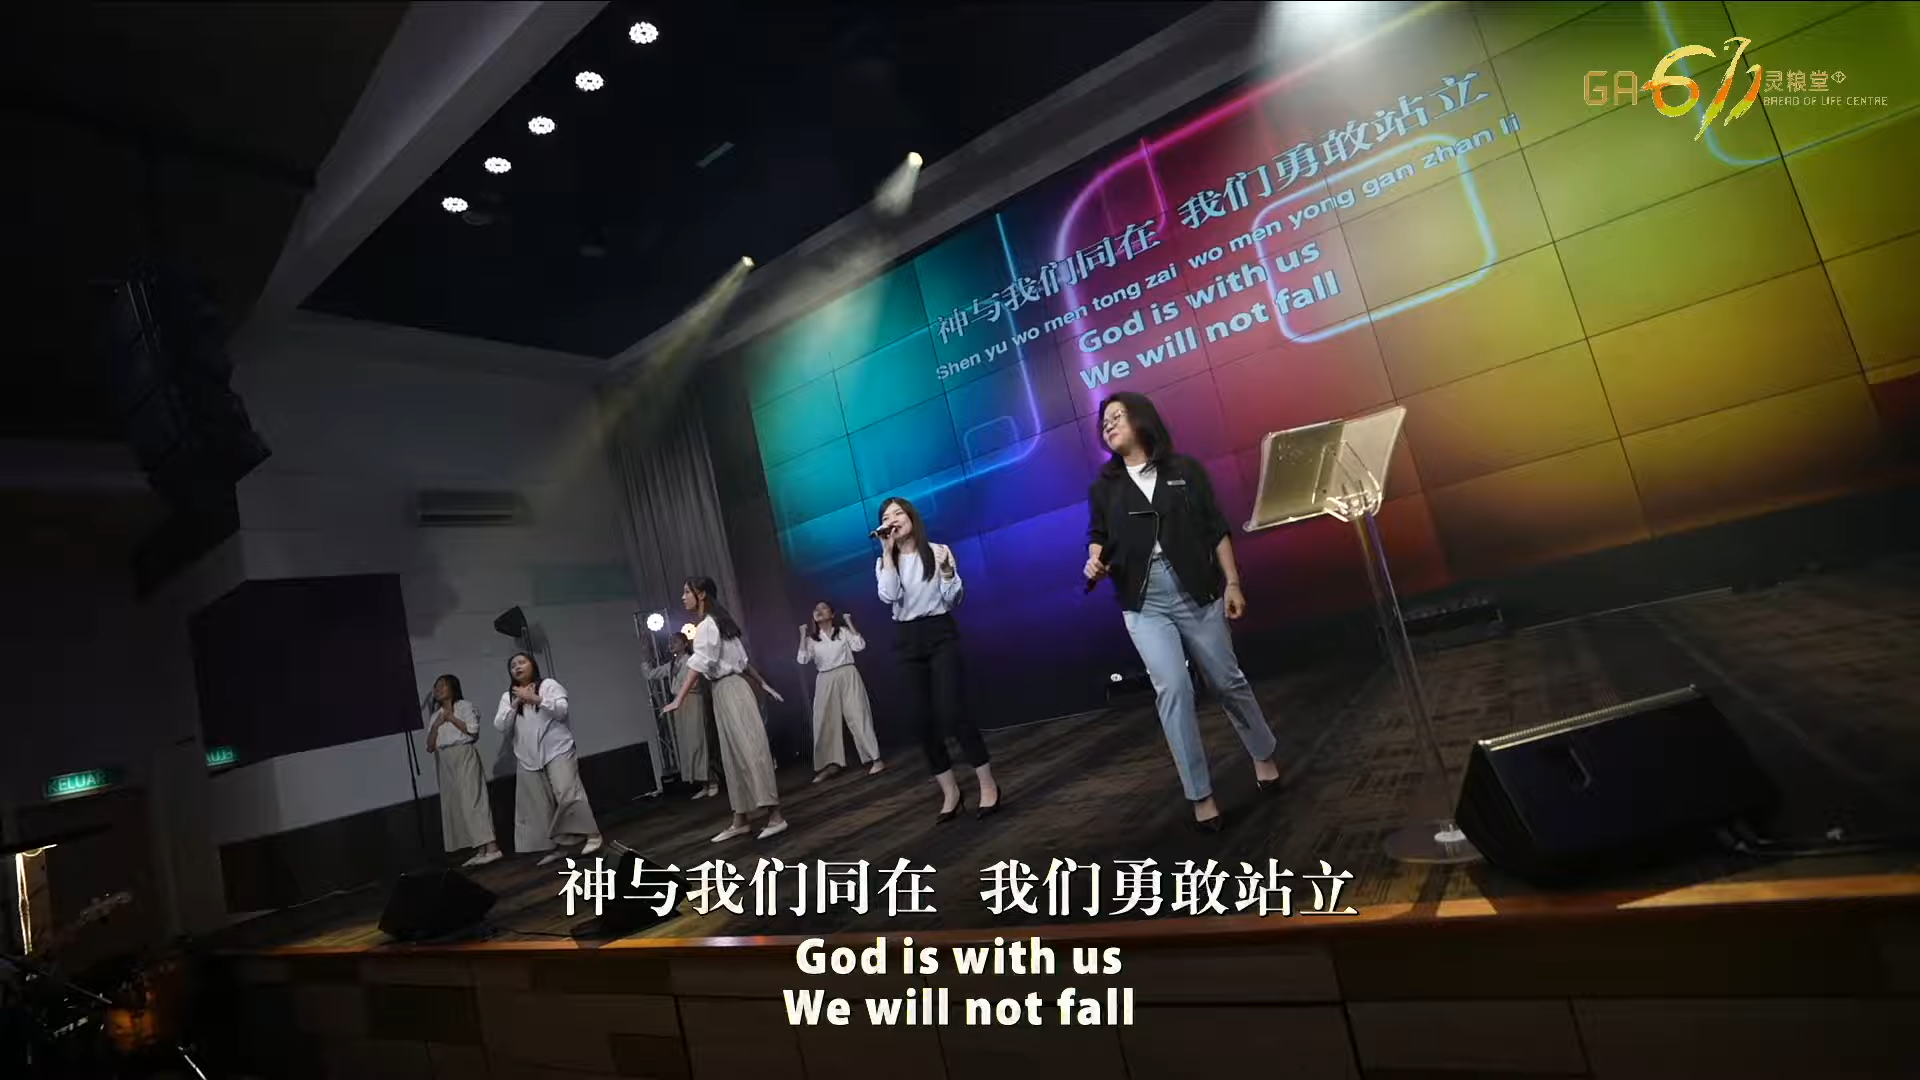 GA 611 灵粮堂
BREAD OF LIFE CENTRE
神与我们同在 我们勇敢站立
Shen yu wo men tong zai wo men yong gan zhan li
God is with us
We will not fall
KELUAR
神与我们同在 我们勇敢站立
God is with us
We will not fall